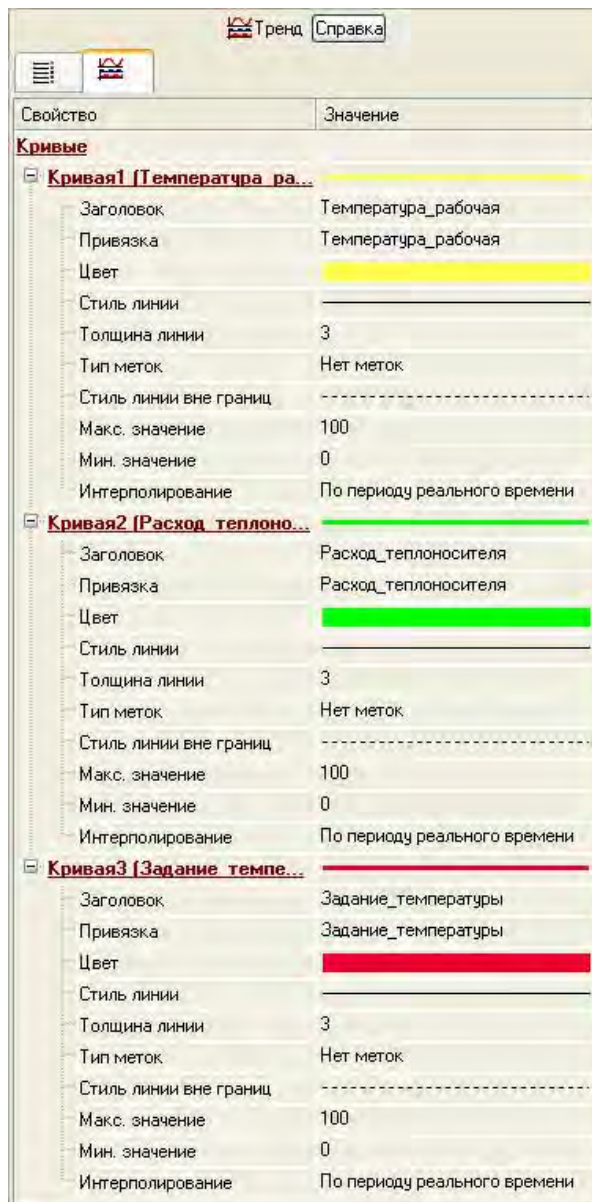 Тренд Справка
Свойство Значение
Кривые
Кривая1 (Температура_ра...
Заголовок Температура_рабочая
Привязка Температура_рабочая
Цвет
Стиль линии
Толщина линии 3
Тип меток Нет меток
Стиль линии вне границ
Макс. значение 100
Мин. значение 0
Интерполирование По периоду реального времени
Кривая2 (Расход_теплоно...
Заголовок Расход_теплоносителя
Привязка Расход_теплоносителя
Цвет
Стиль линии
Толщина линии 3
Тип меток Нет меток
Стиль линии вне границ
Макс. значение 100
Мин. значение 0
Интерполирование По периоду реального времени
Кривая3 (Задание_темпе...
Заголовок Задание_температуры
Привязка Задание_температуры
Цвет
Стиль линии
Толщина линии 3
Тип меток Нет меток
Стиль линии вне границ
Макс. значение 100
Мин. значение 0
Интерполирование По периоду реального времени